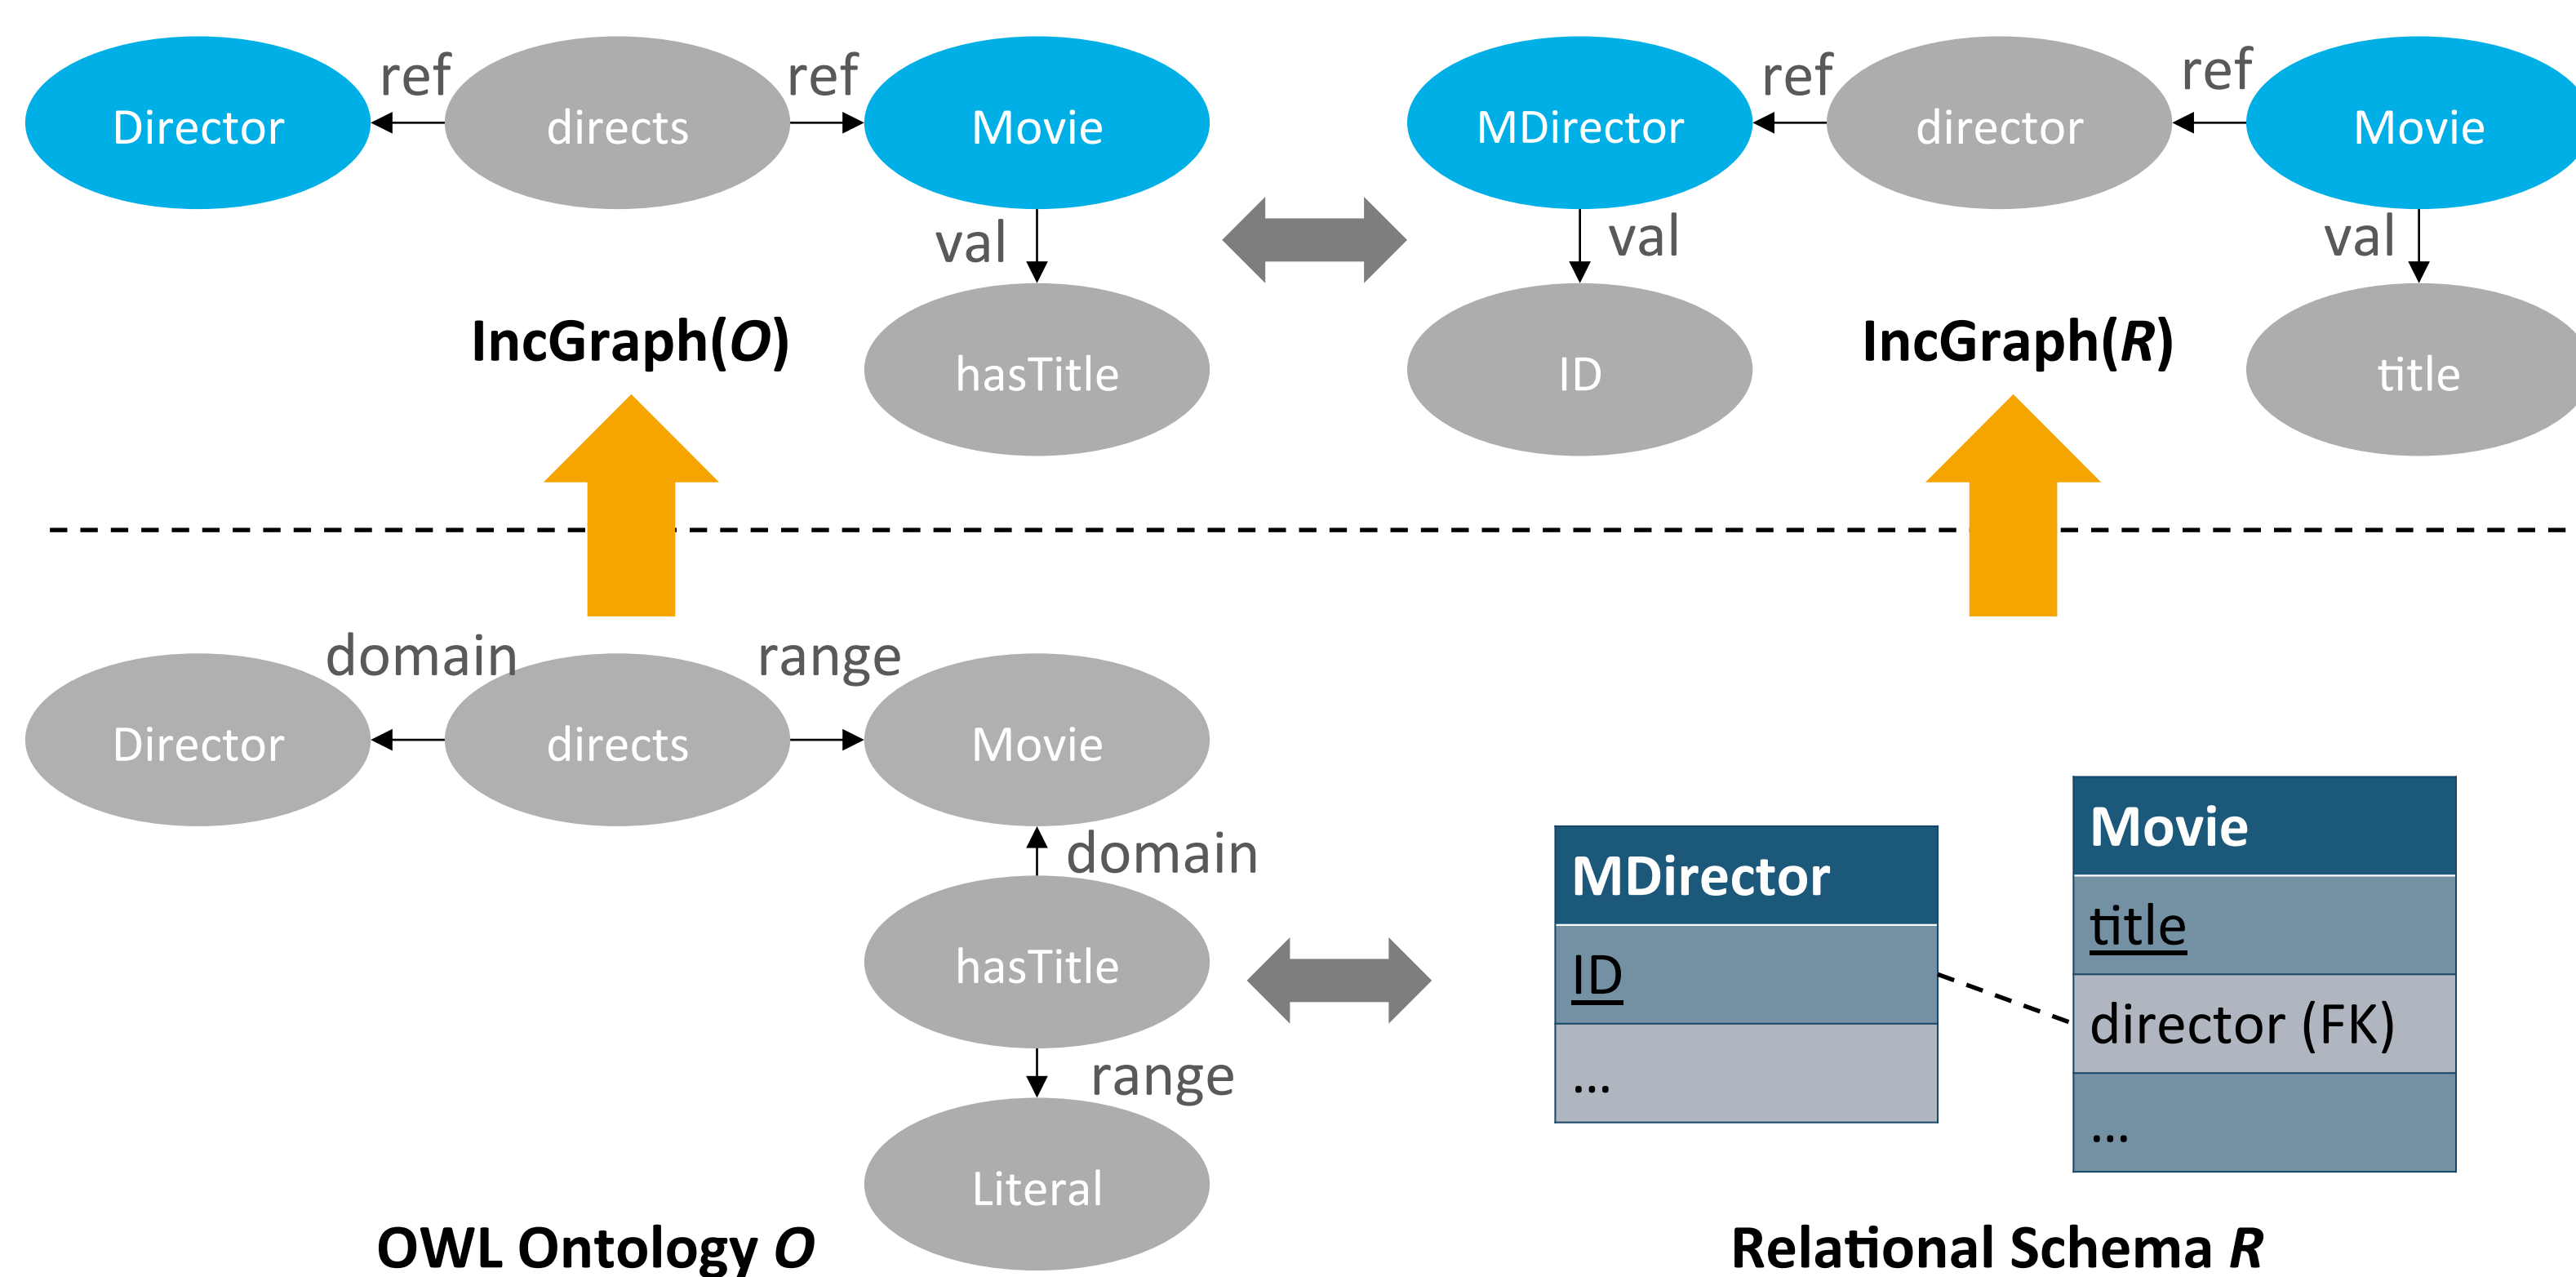 ref
ref
Director
directs
Movie
val
hasTitle
IncGraph(O)
ref
ref
MDirector
director
Movie
val
val
ID
title
IncGraph(R)
domain
range
Director
directs
Movie
domain
hasTitle
range
Literal
OWL Ontology O
MDirector
ID
...
Movie
title
director (FK)
...
Relational Schema R